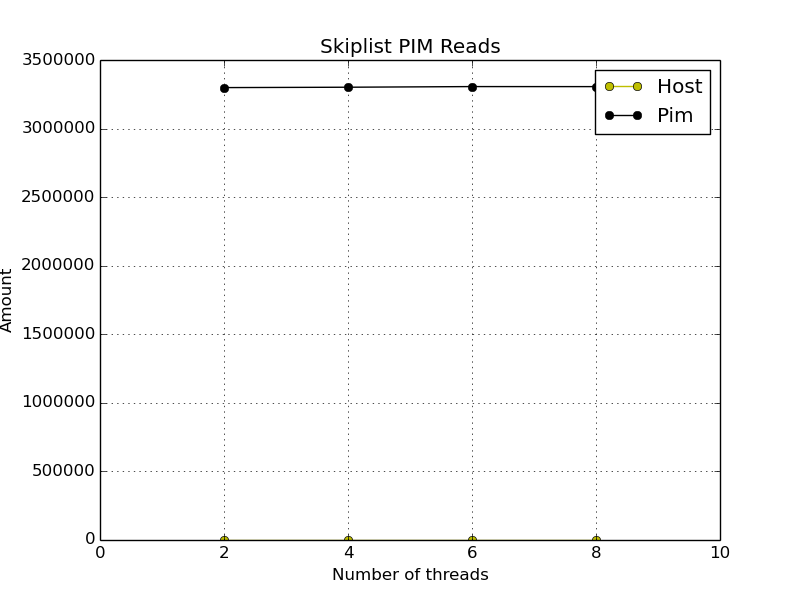 Skiplist PIM Reads
3500000
3000000
2500000
2000000
1500000
1000000
500000
0
Amount
Host
Pim
0 2 4 6 8 10
Number of threads